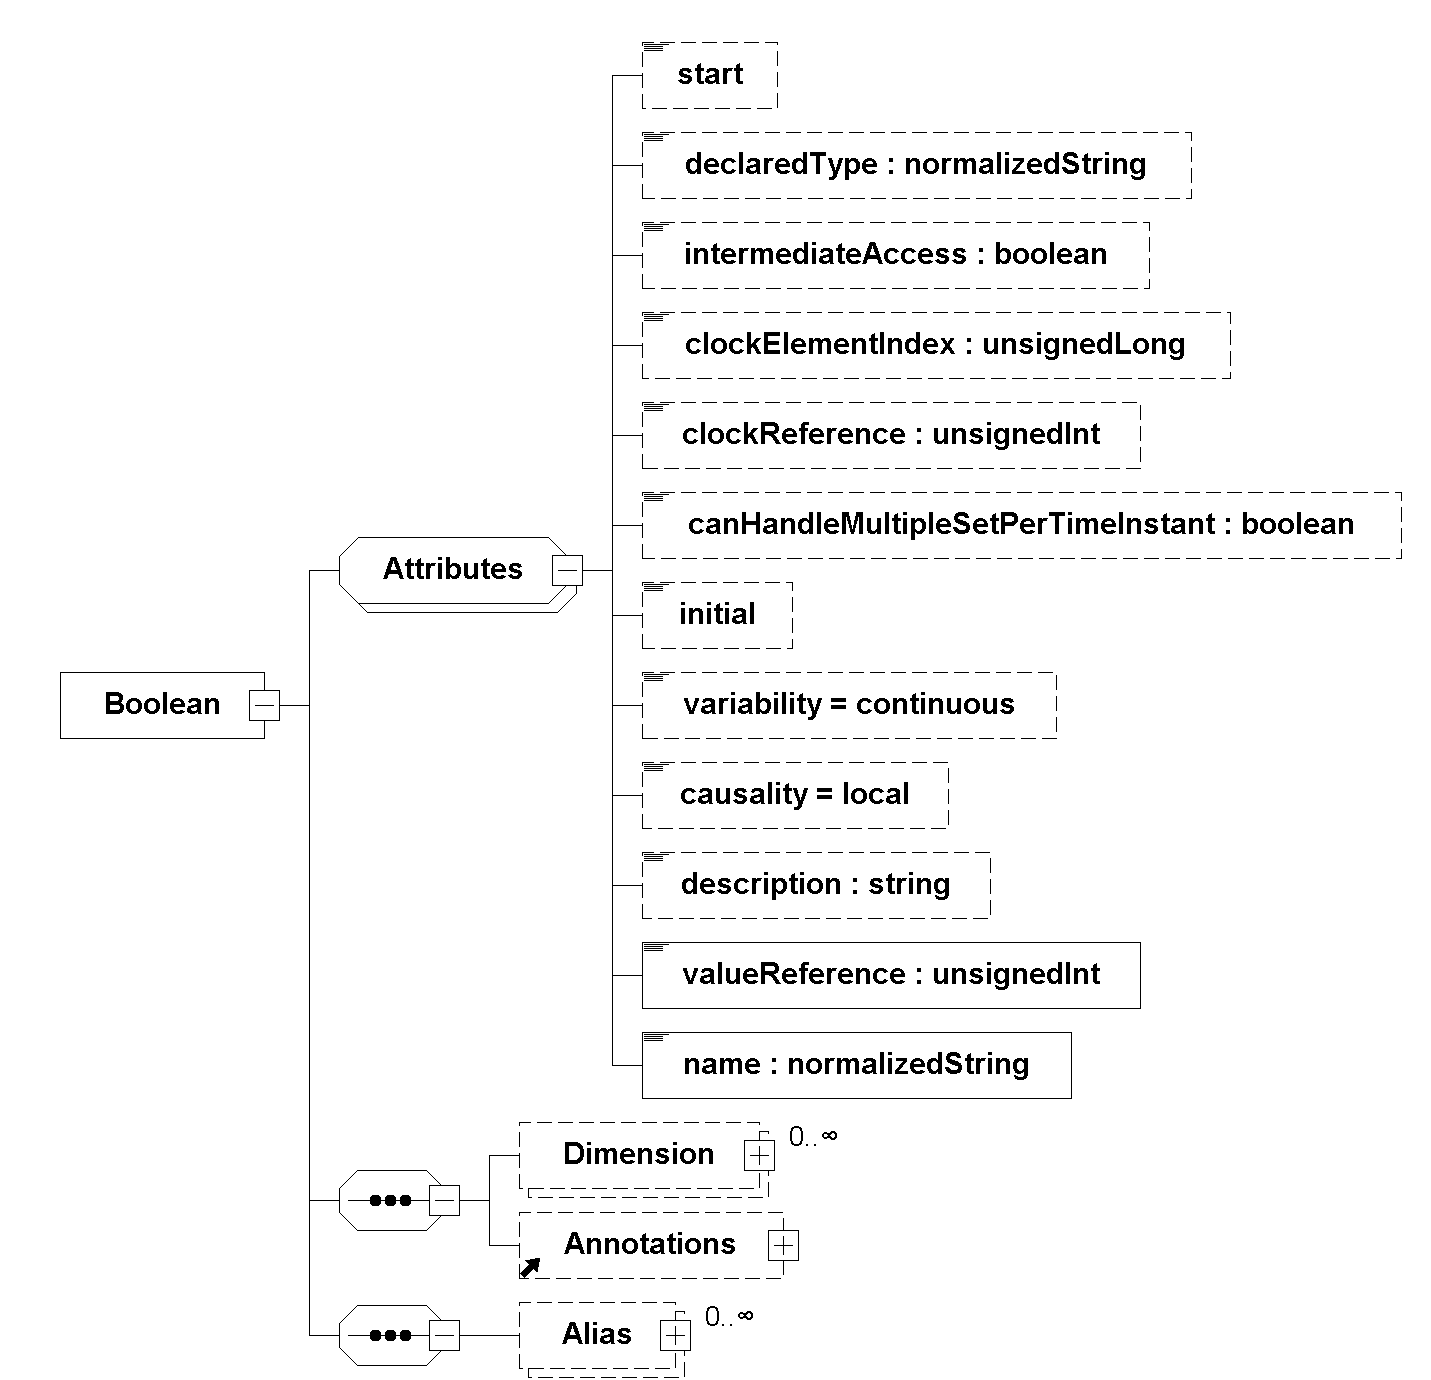 start
declaredType : normalizedString
intermediateAccess : boolean
clockElementIndex : unsignedLong
clockReference : unsignedInt
canHandleMultipleSetPerTimeInstant : boolean
Attributes
initial
Boolean
variability = continuous
causality = local
description : string
valueReference : unsignedInt
name : normalizedString
Dimension
0..∞
Annotations
Alias
0..∞